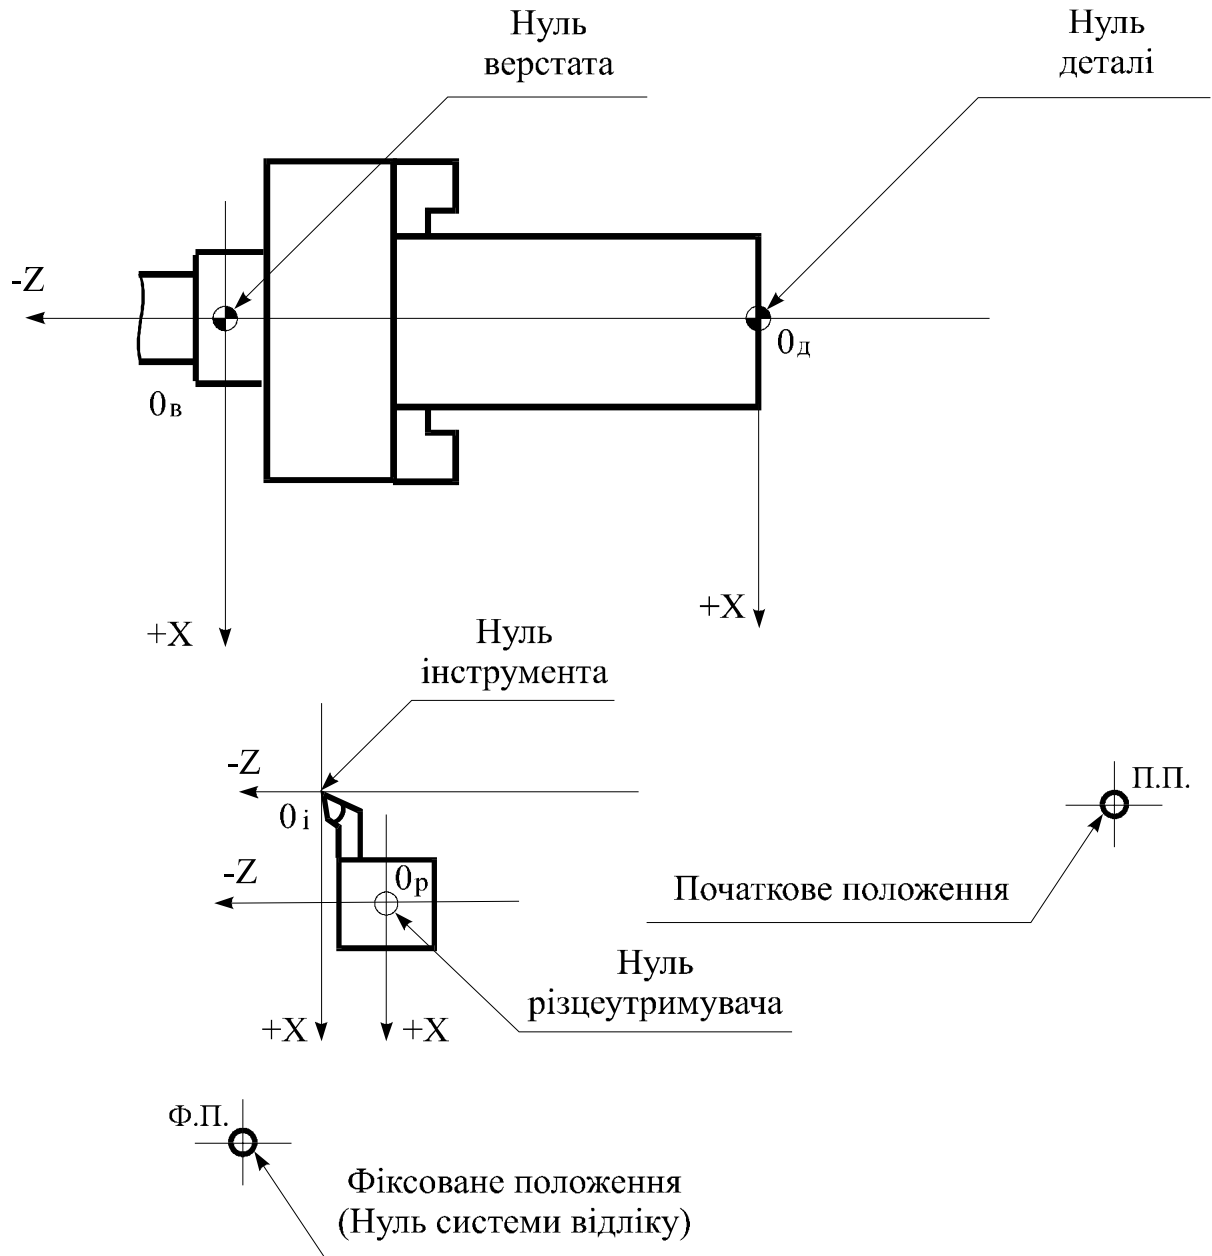 Нуль
верстата
Нуль
деталі
-Z
0д
0в
+X
+X
Нуль
інструмента
-Z
П.П.
0і
-Z
0р
Початкове положення
Нуль
різцеутримувача
+X
+X
Ф.П.
Фіксоване положення
(Нуль системи відліку)